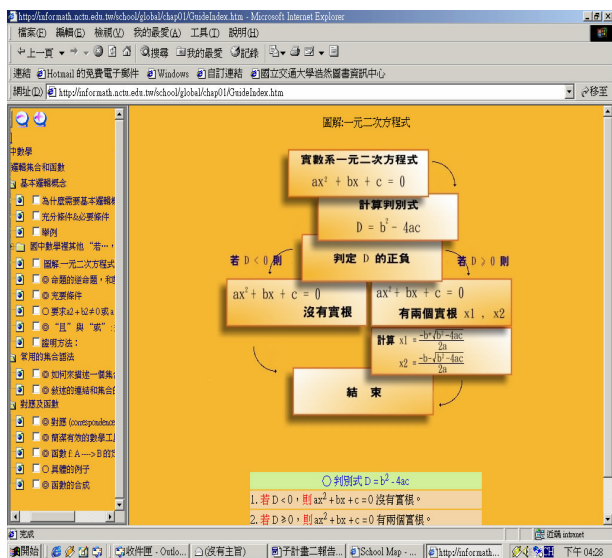 http://informath.nctu.edu.tw/school/global/chap01/GuideIndex.htm - Microsoft Internet Explorer
檔案(F) 編輯(E) 檢視(V) 我的最愛(A) 工具(T) 說明(H)
上一頁 搜尋 我的最愛 記錄
連結 Hotmail 的免費電子郵件 Windows 自訂連結 國立交通大學浩然圖書資訊中心
網址(D) http://informath.nctu.edu.tw/school/global/chap01/GuideIndex.htm 移至
中數學
邏輯集合和函數
基本邏輯概念
為什麼需要基本邏輯
充分條件&必要條件
舉例
國中數學裡其他 "若…,
圖解:一元二次方程式
◎ 命題的逆命題,和
◎ 充要條件
○ 要求a2 + b2≠0或a
◎ "且" 與 "或" :
證明方法:
常用的集合語法
◎ 如何來描述一個集
◎ 敘述的連結和集合
對應及函數
◎ 對應 (correspondence
◎ 簡潔有效的數學工
◎ 函數 f: A----> B的
○ 具體的例子
◎ 函數的合成
圖解:一元二次方程式
實數系一元二次方程式
ax² + bx + c = 0
計算判別式
D = b² - 4ac
判定 D 的正負
若 D < 0 則
若 D ≥ 0 則
ax² + bx + c = 0
沒有實根
ax² + bx + c = 0
有兩個實根 x1 , x2
計算 x1 = (-b+√(b²-4ac))/2a
x2 = (-b-√(b²-4ac))/2a
結 束
○ 判別式 D = b² - 4ac
1. 若 D < 0,則 ax² + bx + c = 0 沒有實根。
2. 若 D ≥ 0,則 ax² + bx + c = 0 有兩個實根。
完成 近端 intranet
開始 收件匣 - Outlo... (沒有主旨) 子計畫二報告... School Map - ... http://informath... 下午 04:28